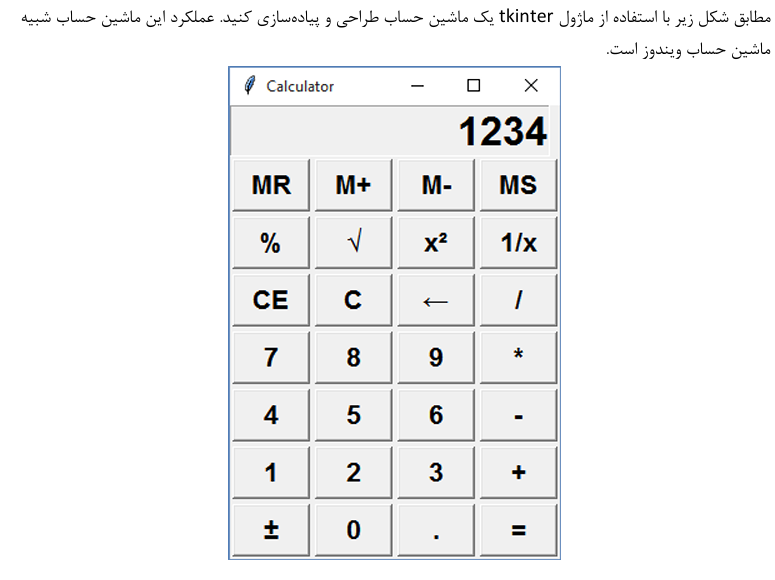 مطابق شکل زیر با استفاده از ماژول tkinter یک ماشین حساب طراحی و پیاده‌سازی کنید. عملکرد این ماشین حساب شبیه
ماشین حساب ویندوز است.
Calculator
1234
MR M+ M- MS
% √ x² 1/x
CE C ← /
7 8 9 *
4 5 6 -
1 2 3 +
± 0 . =